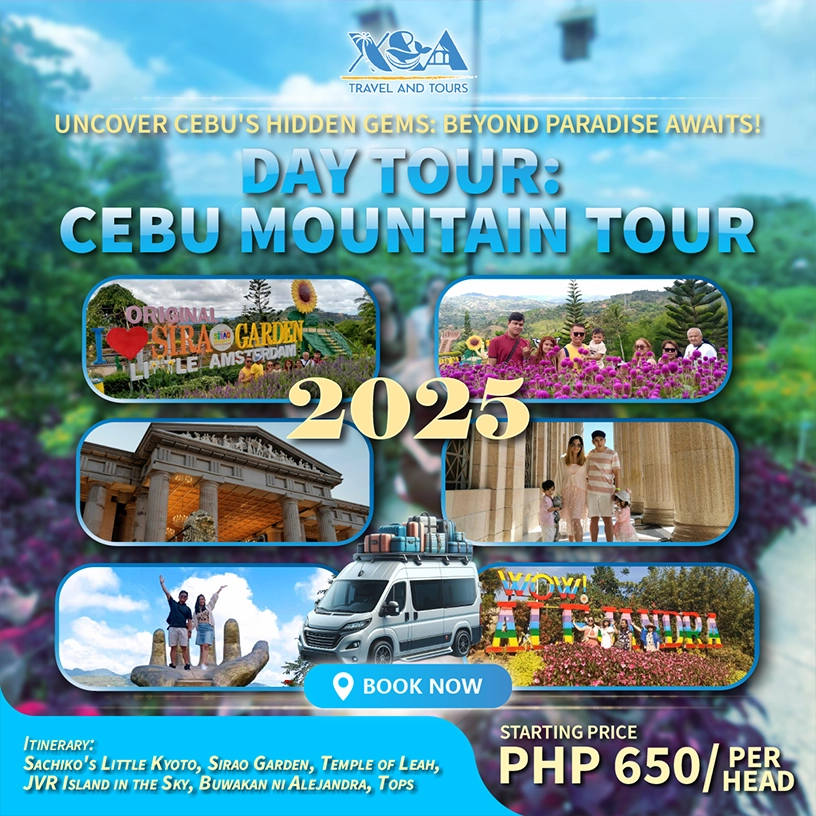 X&A
TRAVEL AND TOURS
UNCOVER CEBU'S HIDDEN GEMS: BEYOND PARADISE AWAITS!
DAY TOUR:
CEBU MOUNTAIN TOUR
ORIGINAL
I SIRAO GARDEN
LITTLE AMSTERDAM
2025
WOW!
BOOK NOW
ITINERARY:
SACHIKO'S LITTLE KYOTO, SIRAO GARDEN, TEMPLE OF LEAH,
JVR ISLAND IN THE SKY, BUWAKAN NI ALEJANDRA, TOPS
STARTING PRICE
PHP 650/PER
HEAD